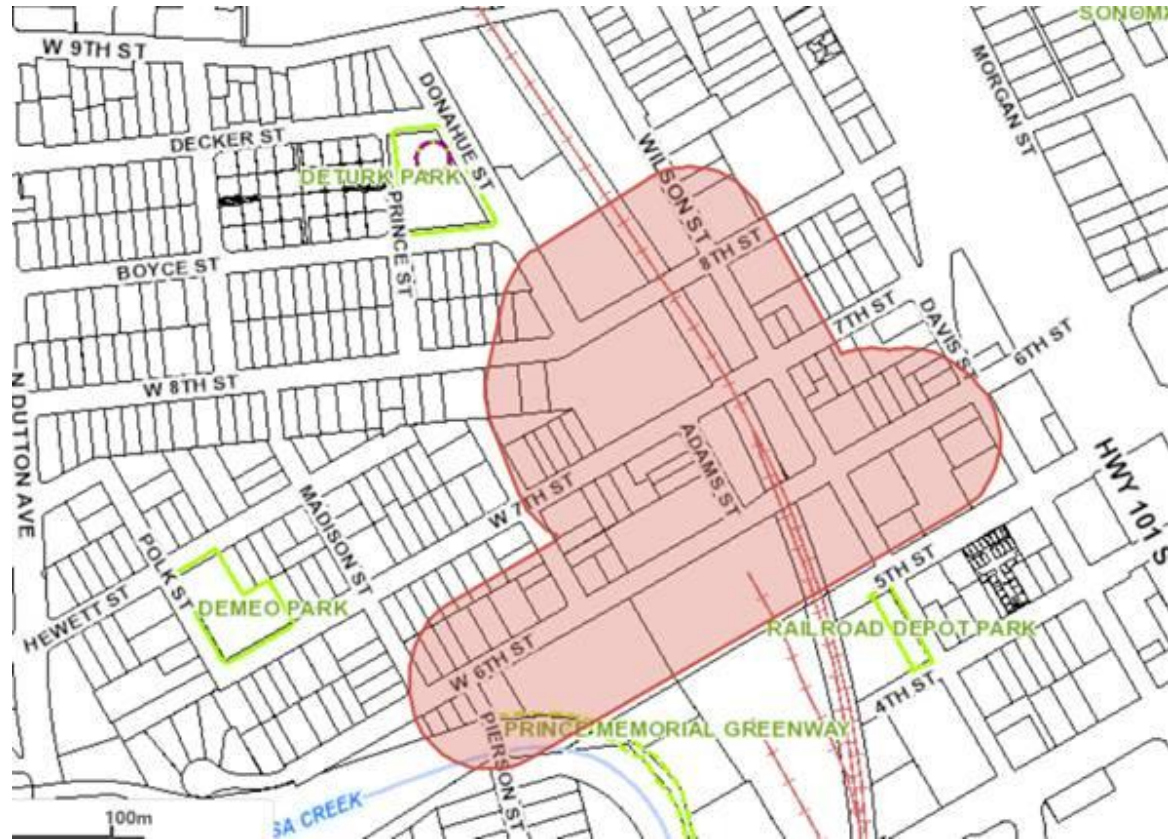 SONOMA
W 9TH ST
DONAHUE ST
MORGAN ST
DECKER ST
WILSON ST
DETURK PARK
PRINCE ST
8TH ST
BOYCE ST
7TH ST
DAVIS ST
6TH ST
W 8TH ST
N DUTTON AVE
ADAMS ST
HWY 101 S
MADISON ST
W 7TH ST
POLK ST
5TH ST
HEWETT ST
DEMEO PARK
RAILROAD DEPOT PARK
W 6TH ST
4TH ST
PIERSON ST
PRINCE MEMORIAL GREENWAY
SA CREEK
100m